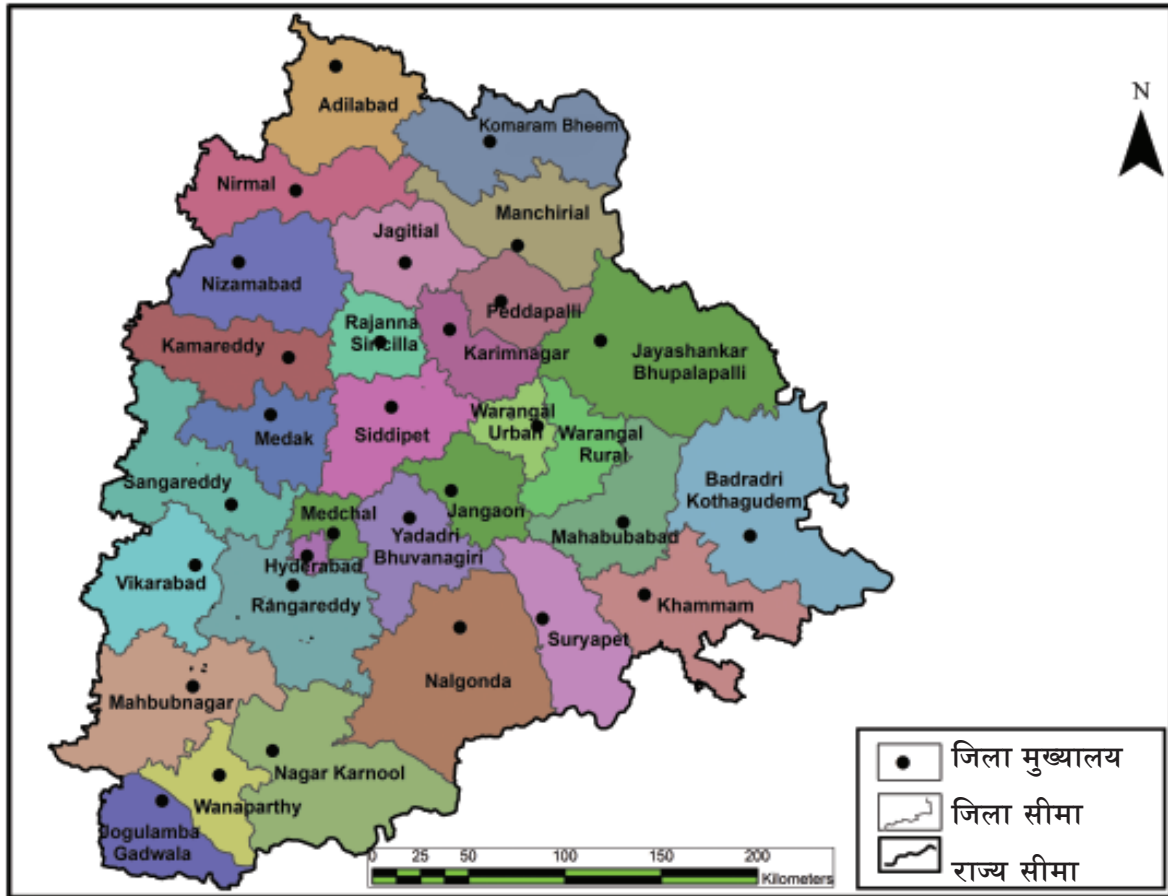 Adilabad
N
Komaram Bheem
Nirmal
Manchirial
Jagitial
Nizamabad
Peddapalli
Rajanna
Siricilla
Kamareddy
Karimnagar
Jayashankar
Bhupalapalli
Medak
Siddipet
Warangal
Urban
Warangal
Rural
Sangareddy
Badradri
Kothagudem
Medchal
Jangaon
Yadadri
Bhuvanagiri
Mahabubabad
Hyderabad
Vikarabad
Rangareddy
Khammam
Suryapet
Nalgonda
Mahbubnagar
Nagar Karnool
Wanaparthy
Jogulamba
Gadwala
जिला मुख्यालय
जिला सीमा
राज्य सीमा
0 25 50 100 150 200
Kilometers